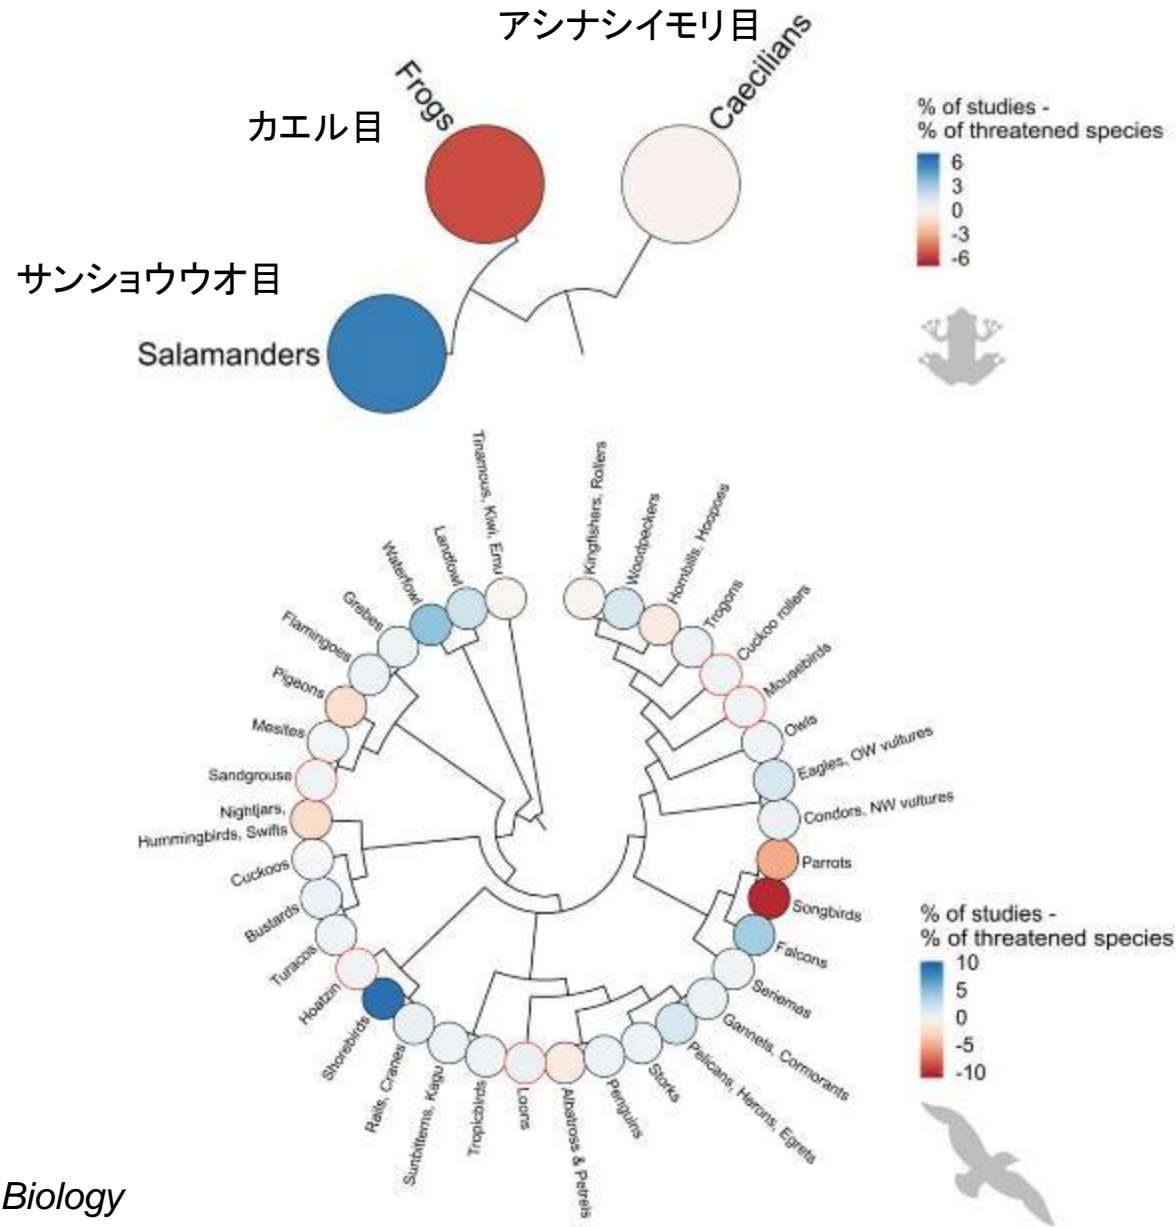 アシナシイモリ目
Caecilians
Frogs
カエル目
サンショウウオ目
Salamanders
% of studies -
% of threatened species
6
3
0
-3
-6
Tinamous, Kiwi, Emu
Landfowl
Waterfowl
Grebes
Flamingoes
Pigeons
Mesites
Sandgrouse
Nightjars,
Hummingbirds, Swifts
Cuckoos
Bustards
Turacos
Hoatzin
Shorebirds
Rails, Cranes
Sunbitterns, Kagu
Tropicbirds
Loons
Albatross & Petrels
Penguins
Storks
Pelicans, Herons, Egrets
Gannets, Cormorants
Seriemas
Falcons
Songbirds
Parrots
Condors, NW vultures
Eagles, OW vultures
Owls
Mousebirds
Cuckoo rollers
Trogons
Hornbills, Hoopoes
Woodpeckers
Kingfishers, Rollers
% of studies -
% of threatened species
10
5
0
-5
-10
Biology